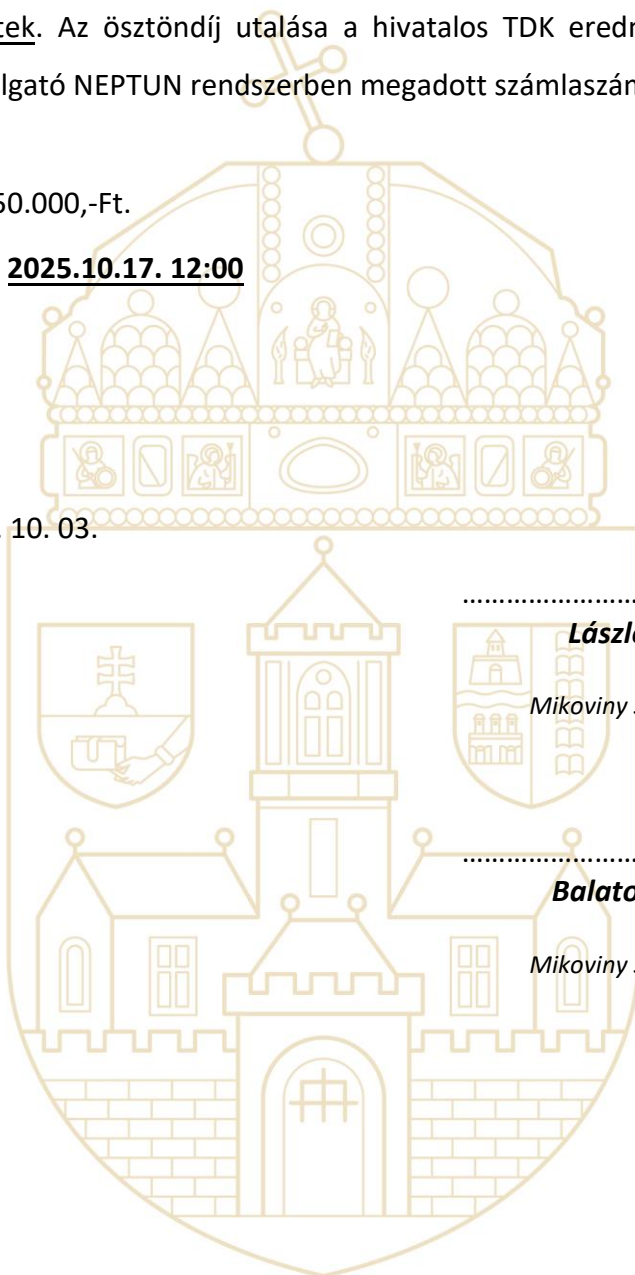 tek. Az ösztöndíj utalása a hivatalos TDK eredm
lgató NEPTUN rendszerben megadott számlaszám
50.000,-Ft.
2025.10.17. 12:00
. 10. 03.
................................
László
Mikoviny S
................................
Balato
Mikoviny S